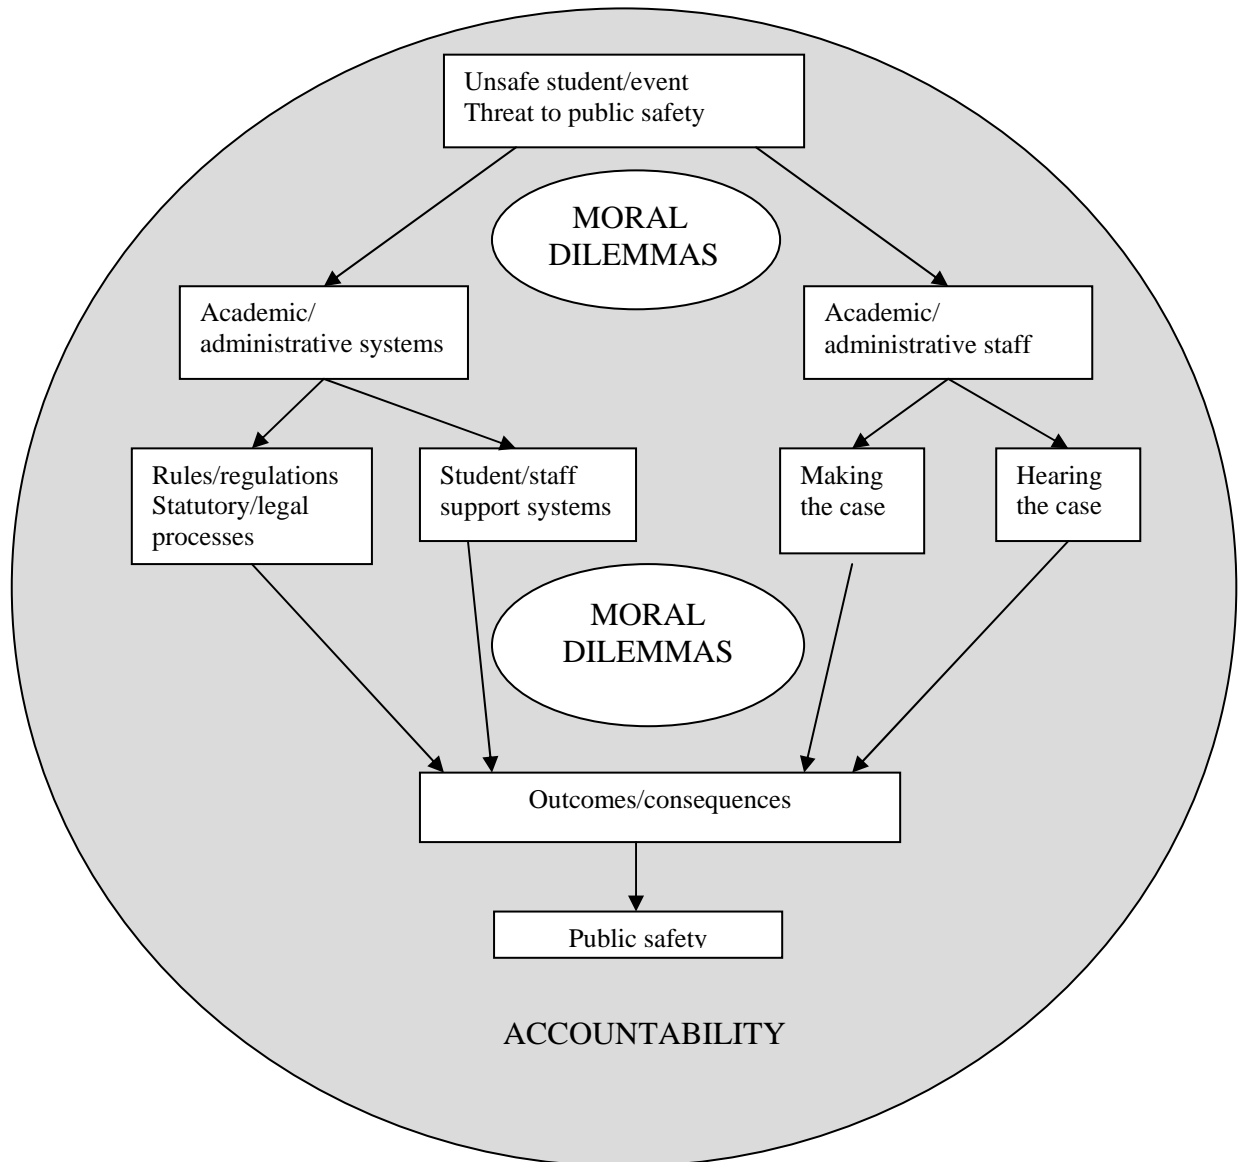 Unsafe student/event
Threat to public safety
MORAL
DILEMMAS
Academic/
administrative systems
Academic/
administrative staff
Rules/regulations
Statutory/legal
processes
Student/staff
support systems
Making
the case
Hearing
the case
MORAL
DILEMMAS
Outcomes/consequences
Public safety
ACCOUNTABILITY